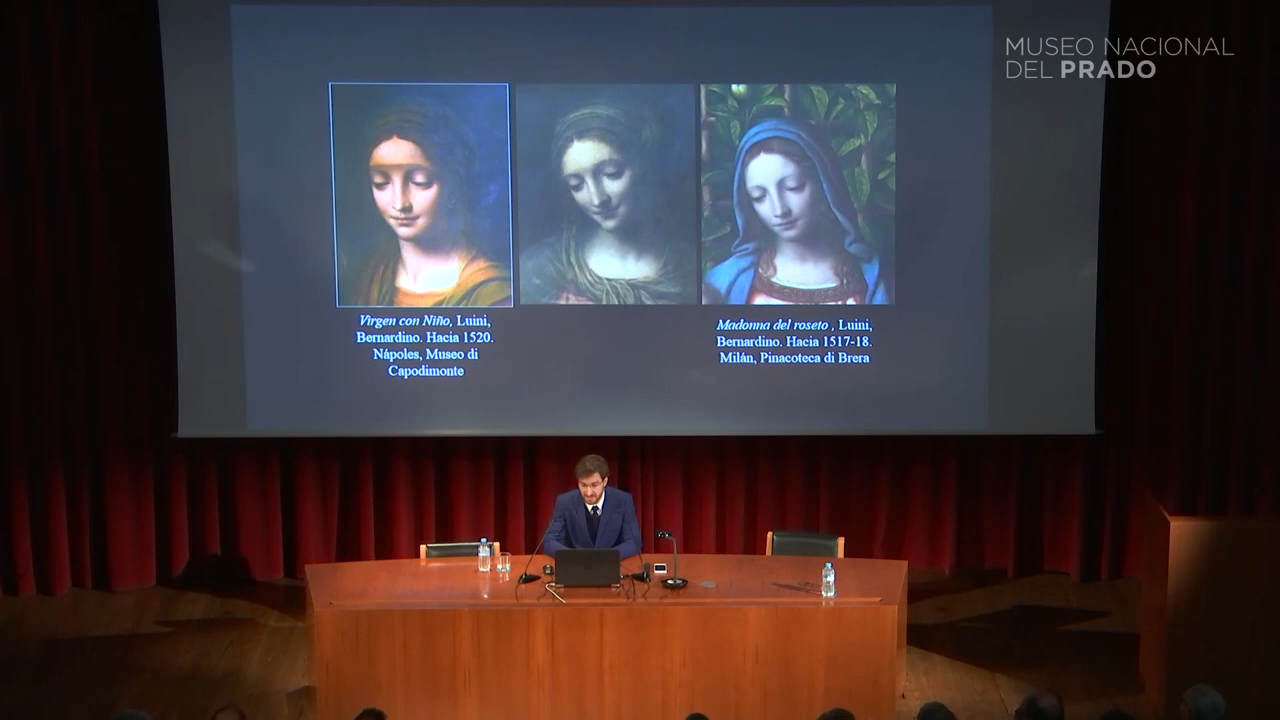 MUSEO NACIONAL
DEL PRADO
Virgen con Niño, Luini,
Bernardino. Hacia 1520.
Nápoles, Museo di
Capodimonte
Madonna del roseto , Luini,
Bernardino. Hacia 1517-18.
Milán, Pinacoteca di Brera